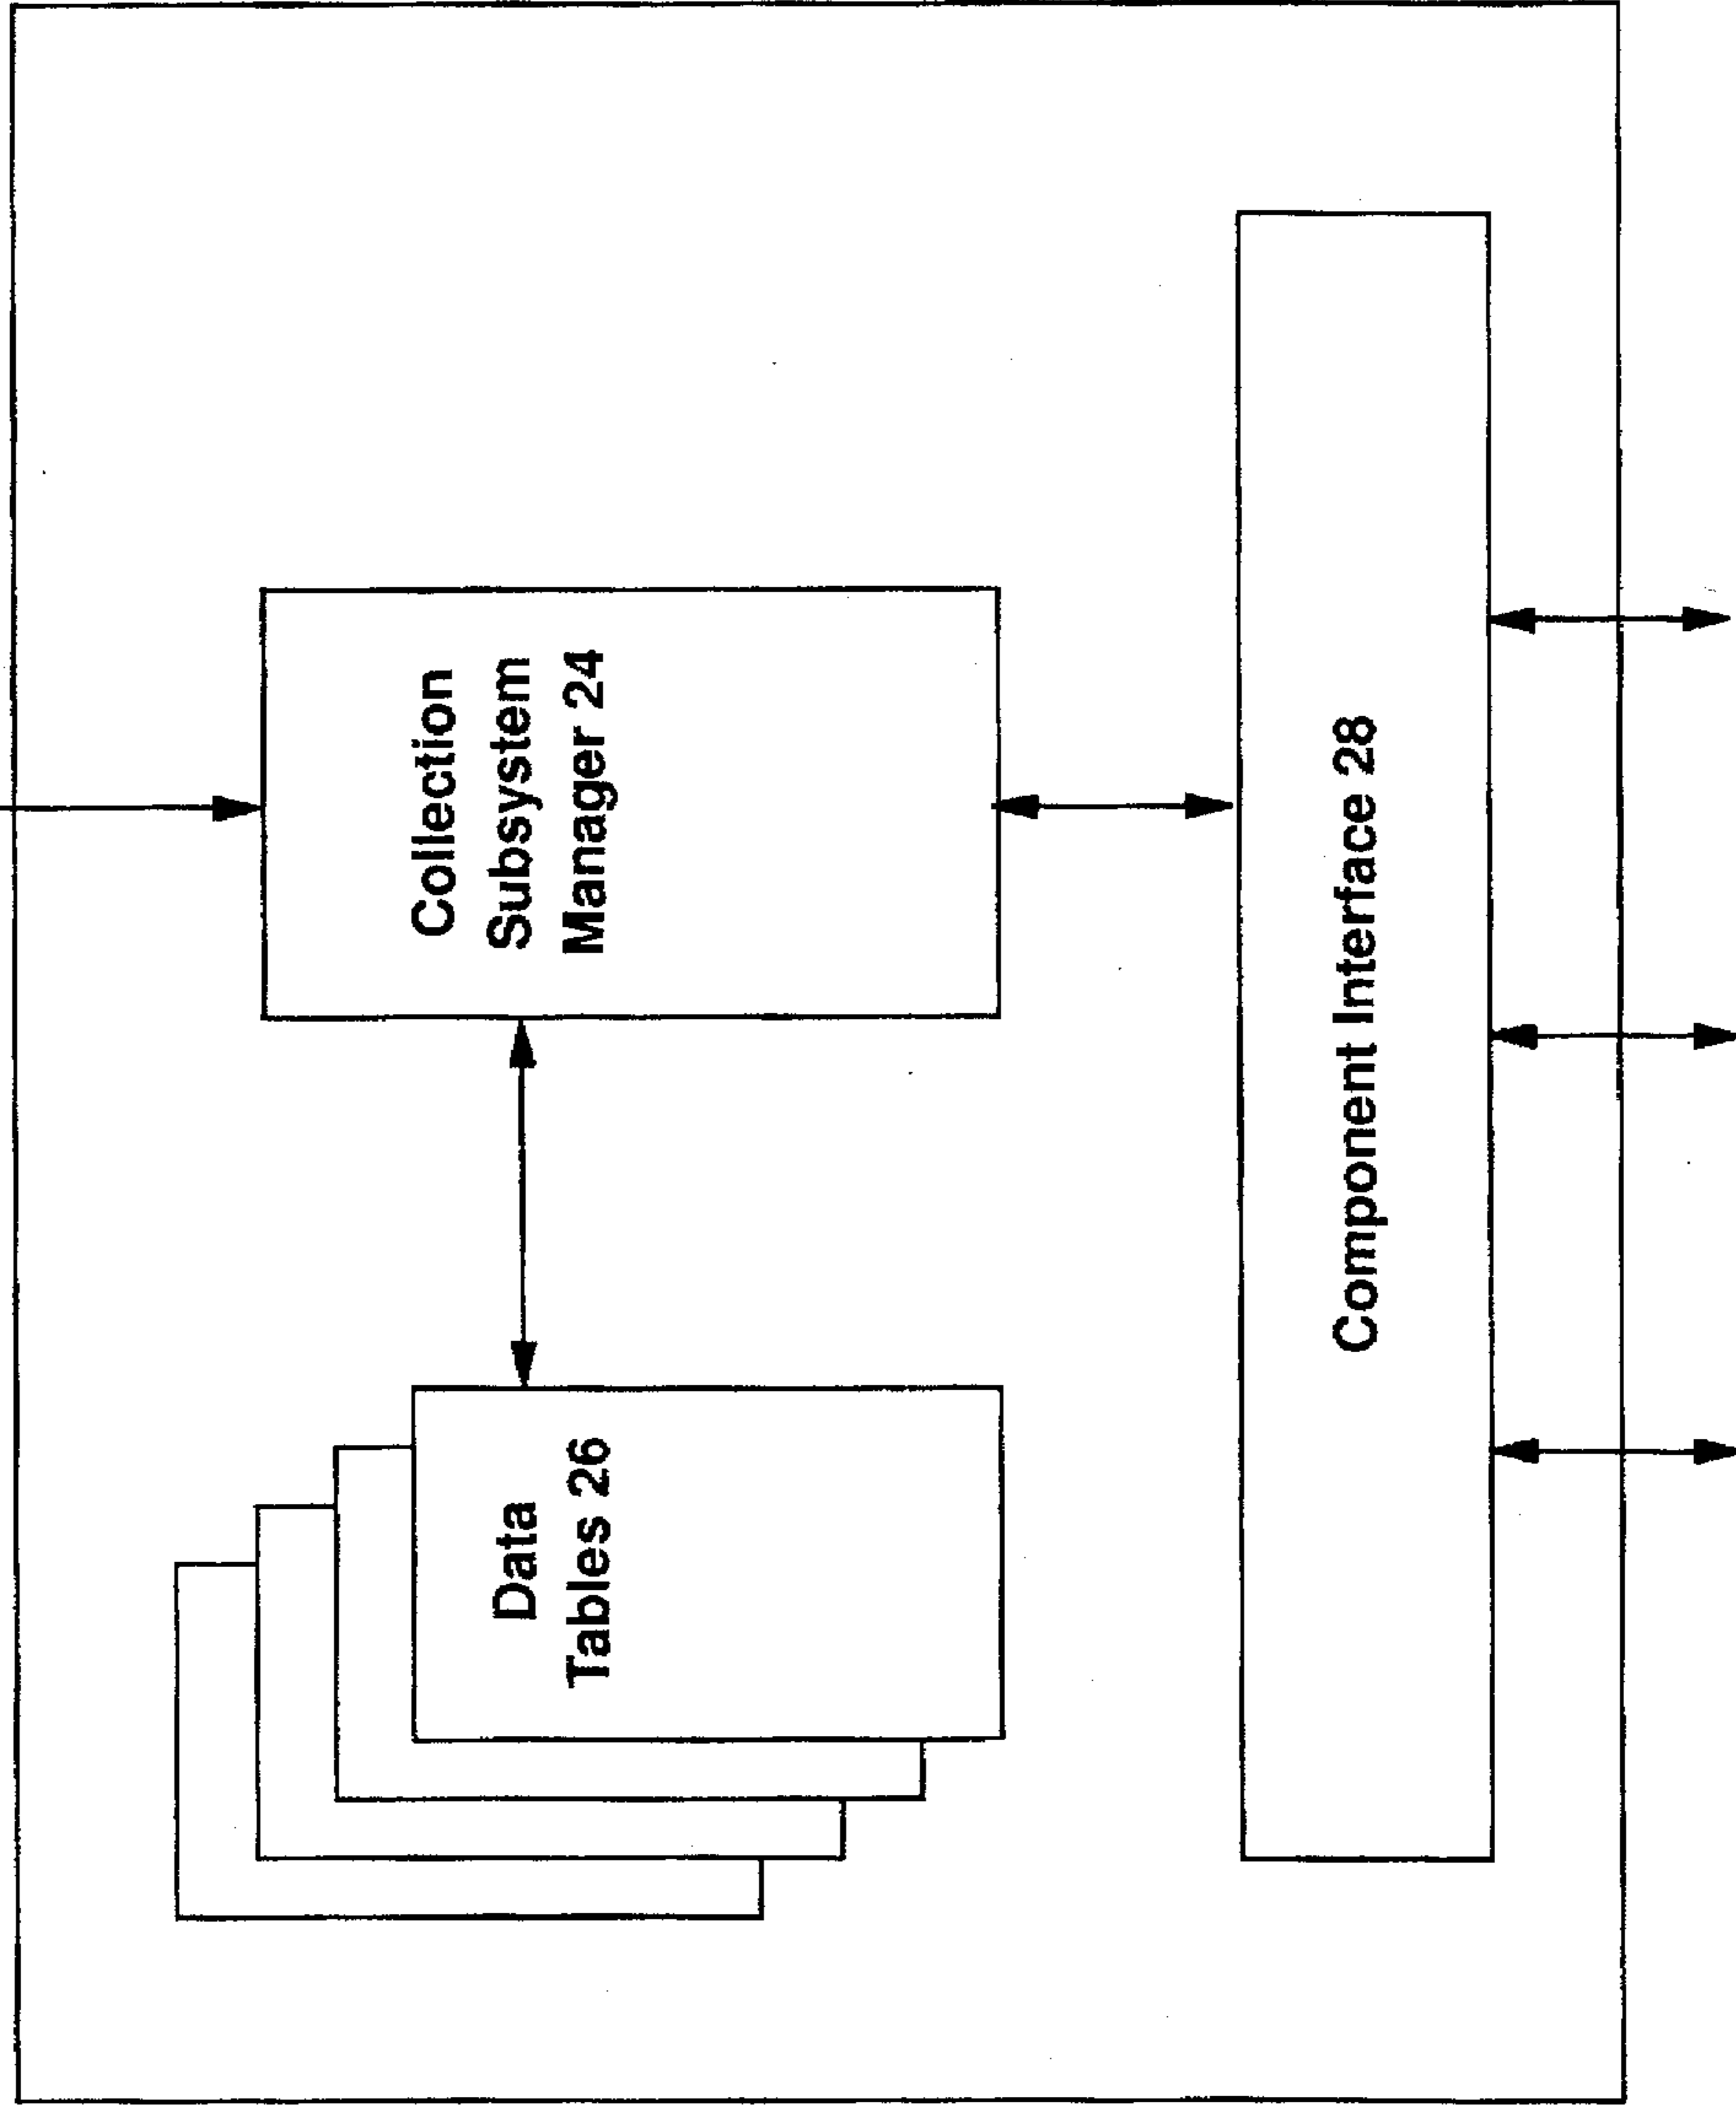 Data
Tables 26
Collection
Subsystem
Manager 24
Component Interface 28